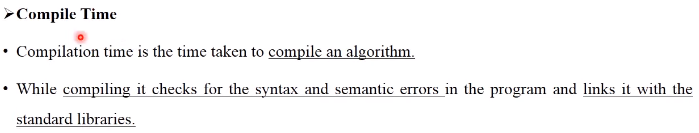 ➢Compile Time
• Compilation time is the time taken to compile an algorithm.
• While compiling it checks for the syntax and semantic errors in the program and links it with the
standard libraries.